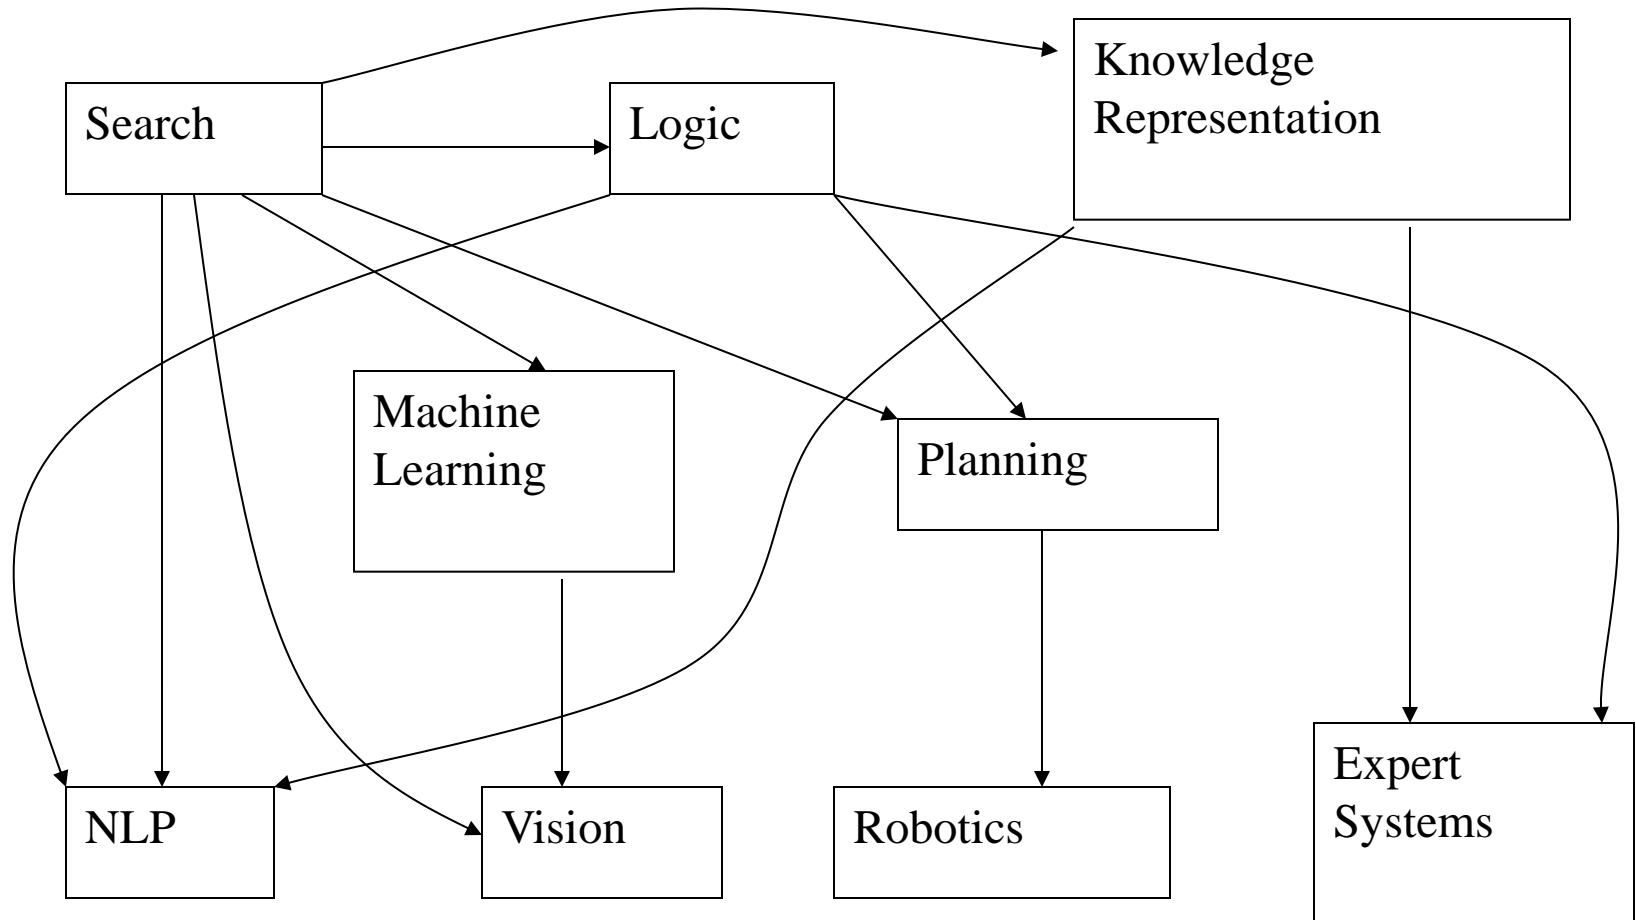 Search
Logic
Knowledge
Representation
Machine
Learning
Planning
NLP
Vision
Robotics
Expert
Systems